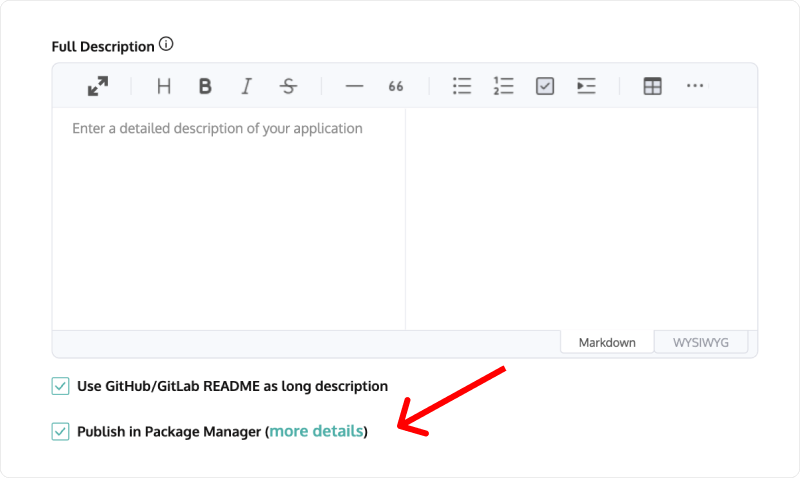 Full Description
H B I S — 66
Enter a detailed description of your application
Markdown WYSIWYG
Use GitHub/GitLab README as long description
Publish in Package Manager (more details)